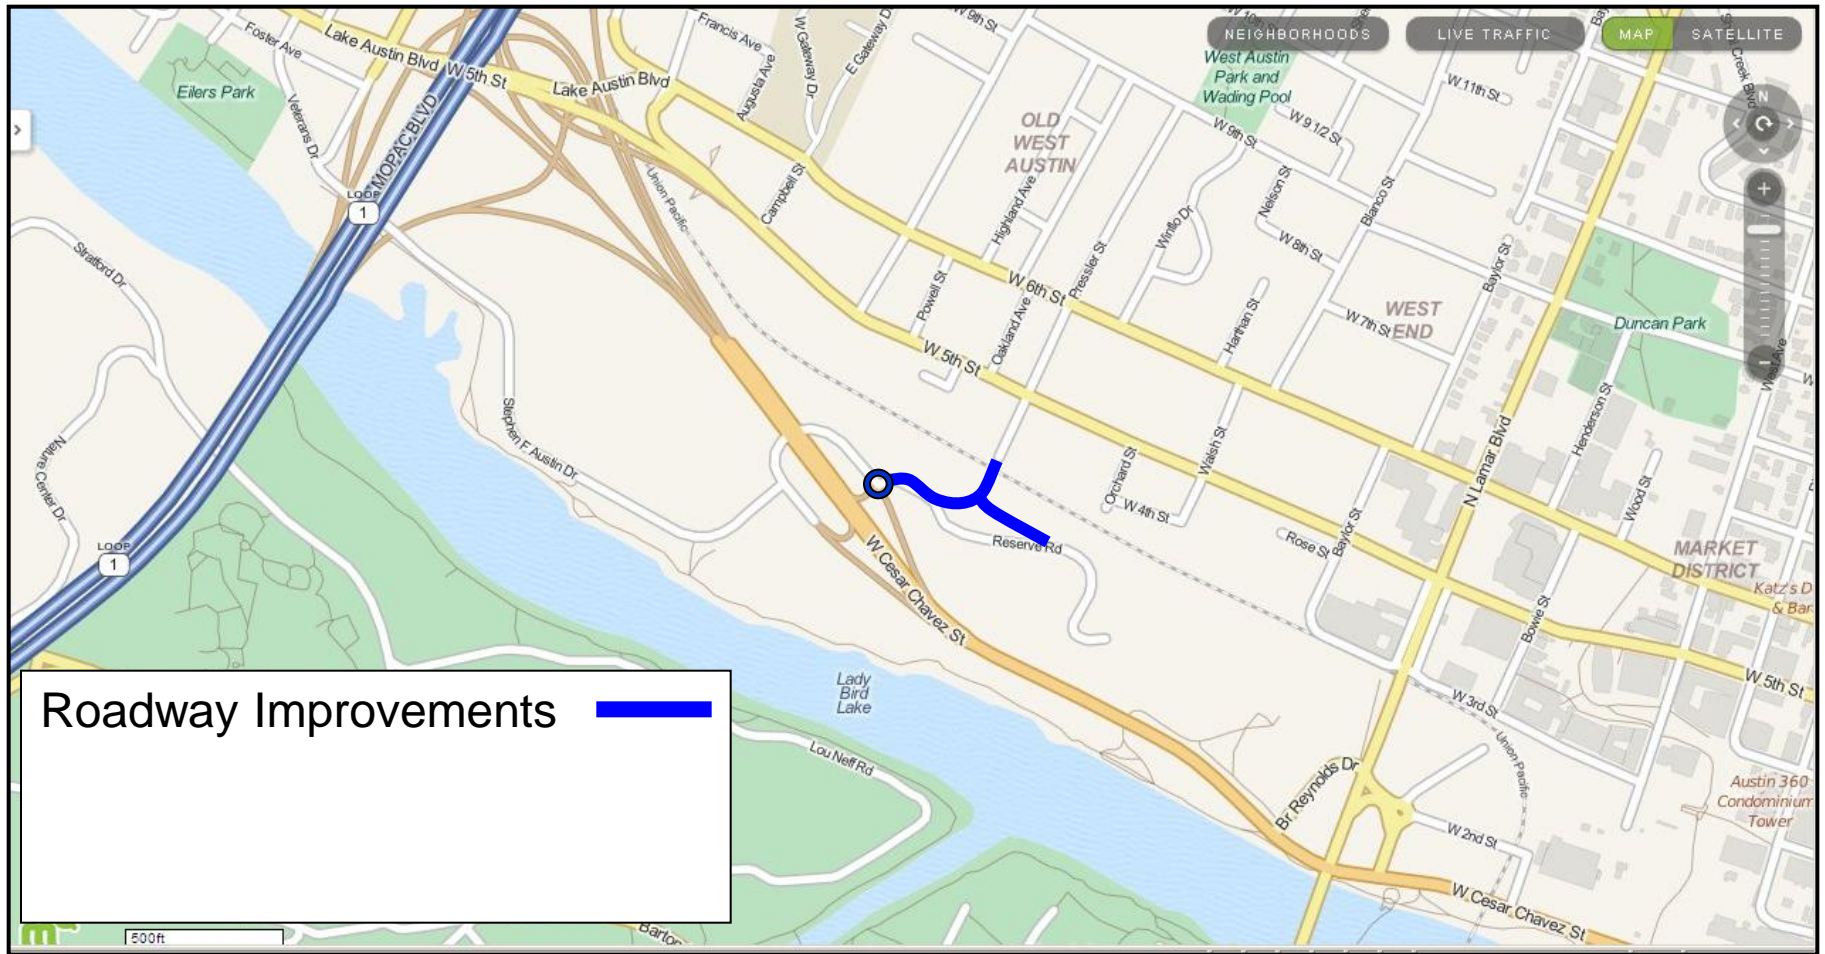 NEIGHBORHOODS
LIVE TRAFFIC
MAP
SATELLITE
W 9th St
W 10th St
Francis Ave
W Gateway Dr
E Gateway Dr
Foster Ave
Lake Austin Blvd
W 5th St
Lake Austin Blvd
Augusta Ave
Eilers Park
Veterans Dr
MOPAC BLVD
LOOP
1
West Austin
Park and
Wading Pool
W 11th St
W 9 1/2 St
W 9th St
N
OLD
WEST
AUSTIN
Union Pacific
Campbell St
Highland Ave
Pressler St
Winflo Dr
Nelson St
W 8th St
Blanco St
Baylor St
Stratford Dr
Powell St
Oakland Ave
W 6th St
W 5th St
Harthan St
W 7th St
WEST
END
Duncan Park
West Ave
Henderson St
Stephen F. Austin Dr
Nature Center Dr
Orchard St
Walsh St
W 4th St
N Lamar Blvd
Wood St
Rose St
Baylor St
Reserve Rd
W Cesar Chavez St
LOOP
1
MARKET
DISTRICT
Katz's D
& Bar
Bowie St
W 5th St
W 3rd St
Union Pacific
Lady
Bird
Lake
Roadway Improvements
Lou Neff Rd
Br Reynolds Dr
Austin 360
Condominium
Tower
W 2nd St
W Cesar Chavez St
Barton
500ft
m